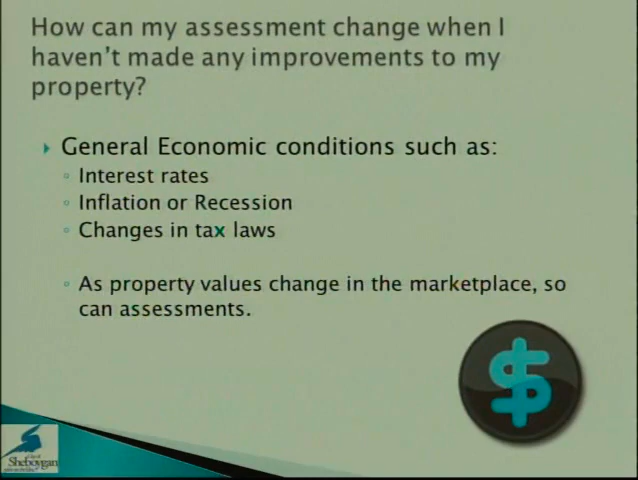 How can my assessment change when I
haven't made any improvements to my
property?
General Economic conditions such as:
Interest rates
Inflation or Recession
Changes in tax laws
As property values change in the marketplace, so
can assessments.
City of
Sheboygan